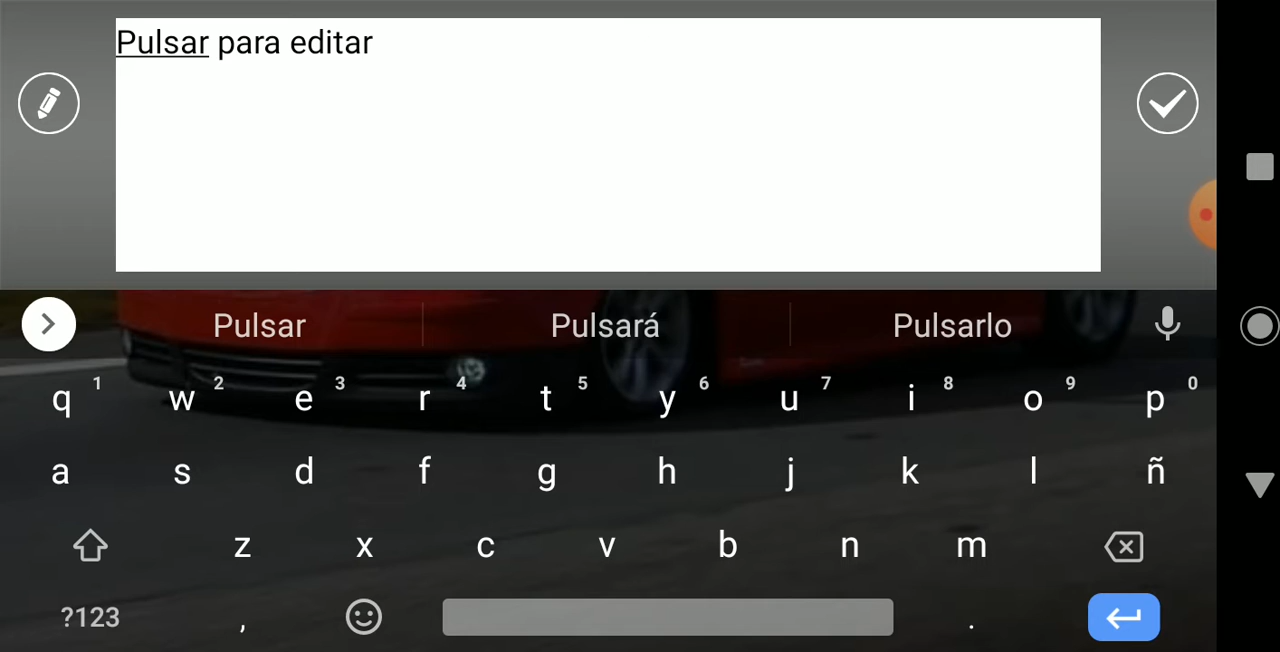 Pulsar para editar
Pulsar Pulsará Pulsarlo
q 1 w 2 e 3 r 4 t 5 y 6 u 7 i 8 o 9 p 0
a s d f g h j k l ñ
z x c v b n m
?123 , .